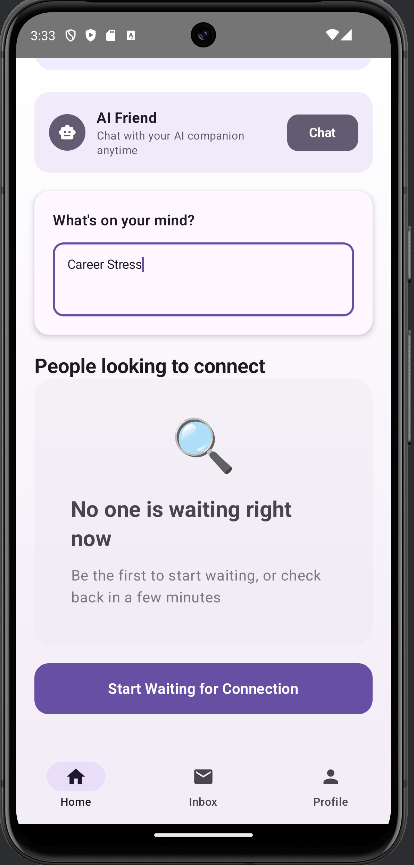 3:33
AI Friend
Chat with your AI companion
anytime
Chat
What's on your mind?
Career Stress
People looking to connect
No one is waiting right
now
Be the first to start waiting, or check
back in a few minutes
Start Waiting for Connection
Home
Inbox
Profile